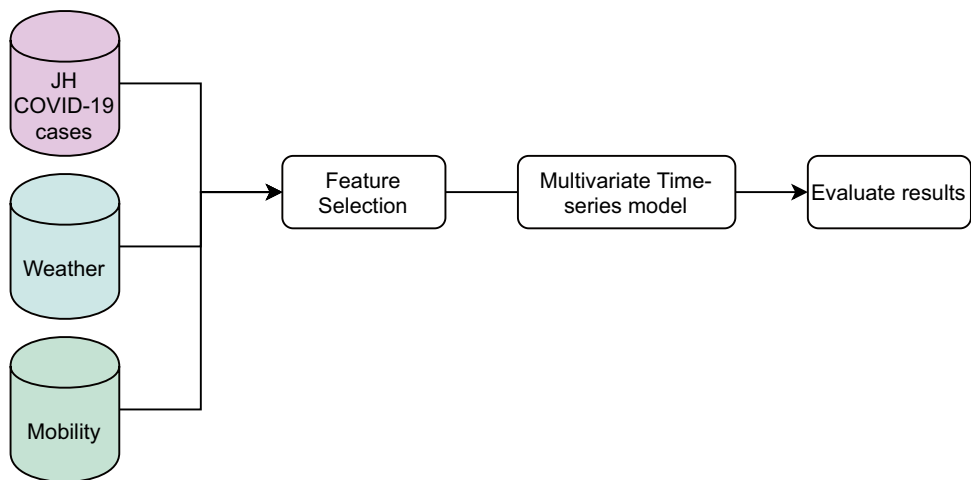 JH
COVID-19
cases
Weather
Mobility
Feature
Selection
Multivariate Time-
series model
Evaluate results